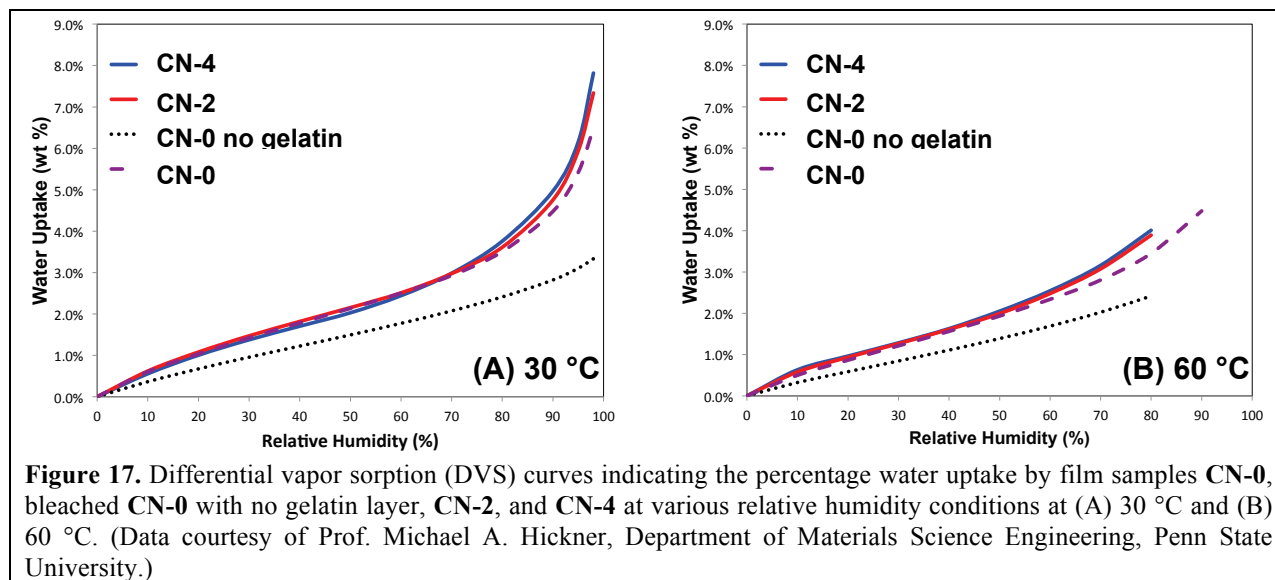 9.0%
8.0%
7.0%
6.0%
5.0%
4.0%
3.0%
2.0%
1.0%
0.0%
Water Uptake (wt %)
CN-4
CN-2
CN-0 no gelatin
CN-0
(A) 30 °C
0 10 20 30 40 50 60 70 80 90 100
Relative Humidity (%)
9.0%
8.0%
7.0%
6.0%
5.0%
4.0%
3.0%
2.0%
1.0%
0.0%
Water Uptake (wt %)
CN-4
CN-2
CN-0 no gelatin
CN-0
(B) 60 °C
0 10 20 30 40 50 60 70 80 90 100
Relative Humidity (%)
Figure 17. Differential vapor sorption (DVS) curves indicating the percentage water uptake by film samples CN-0,
bleached CN-0 with no gelatin layer, CN-2, and CN-4 at various relative humidity conditions at (A) 30 °C and (B)
60 °C. (Data courtesy of Prof. Michael A. Hickner, Department of Materials Science Engineering, Penn State
University.)